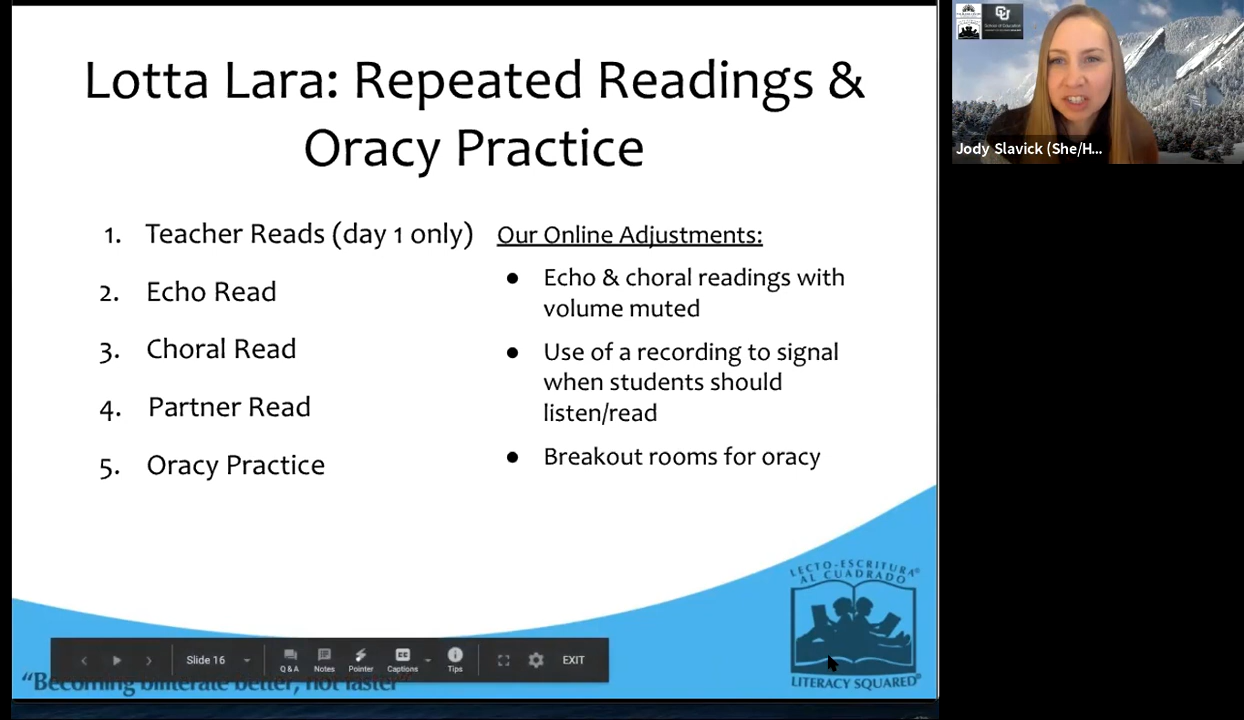 Lotta Lara: Repeated Readings &
Oracy Practice
1. Teacher Reads (day 1 only)
2. Echo Read
3. Choral Read
4. Partner Read
5. Oracy Practice
Our Online Adjustments:
● Echo & choral readings with
volume muted
● Use of a recording to signal
when students should
listen/read
● Breakout rooms for oracy
LECTO-ESCRITURA®
AL CUADRADO
LITERACY SQUARED®
Slide 16
Q&A
Notes
Pointer
Captions
Tips
EXIT
“Becoming biliterate better, not faster”
CU
Jody Slavick (She/H...